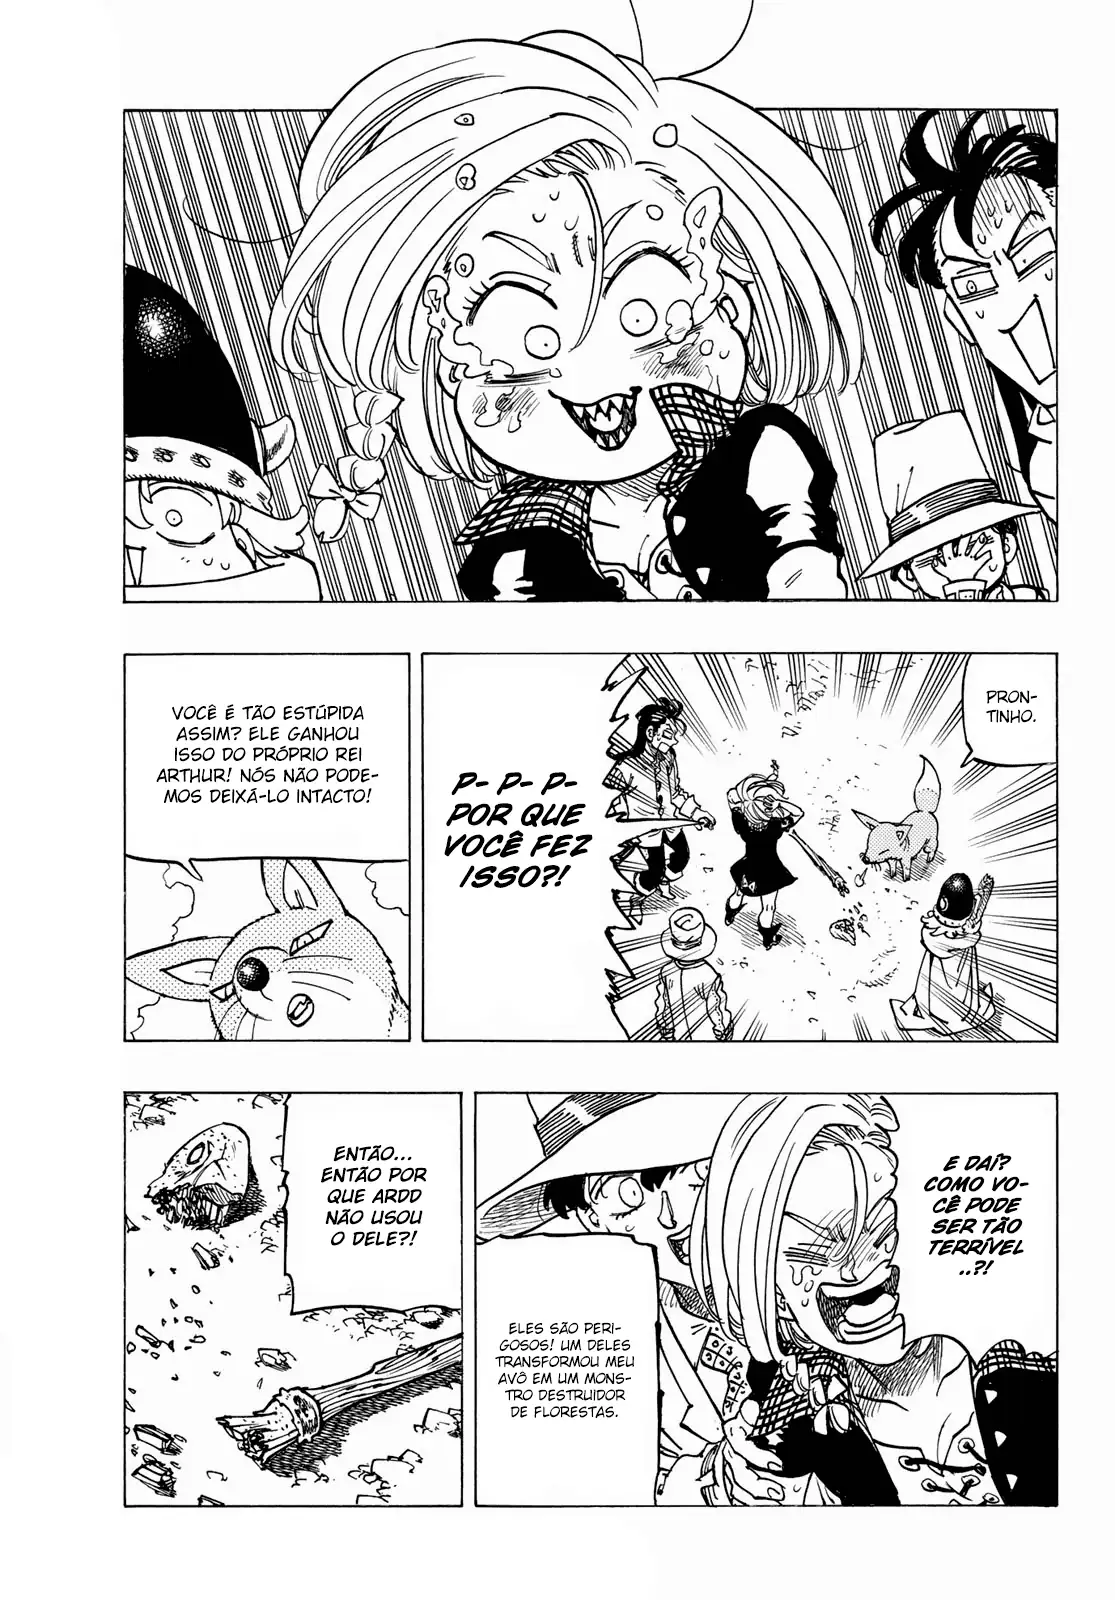 PRON-
TINHO.
P- P- P-
POR QUE
VOCÊ FEZ
ISSO?!
VOCÊ É TÃO ESTÚPIDA
ASSIM? ELE GANHOU
ISSO DO PRÓPRIO REI
ARTHUR! NÓS NÃO PODE-
MOS DEIXÁ-LO INTACTO!
E DAÍ?
COMO VO-
CÊ PODE
SER TÃO
TERRÍVEL
..?!
ELES SÃO PERI-
GOSOS! UM DELES
TRANSFORMOU MEU
AVÔ EM UM MONS-
TRO DESTRUIDOR
DE FLORESTAS.
ENTÃO...
ENTÃO POR
QUE ARDD
NÃO USOU
O DELE?!